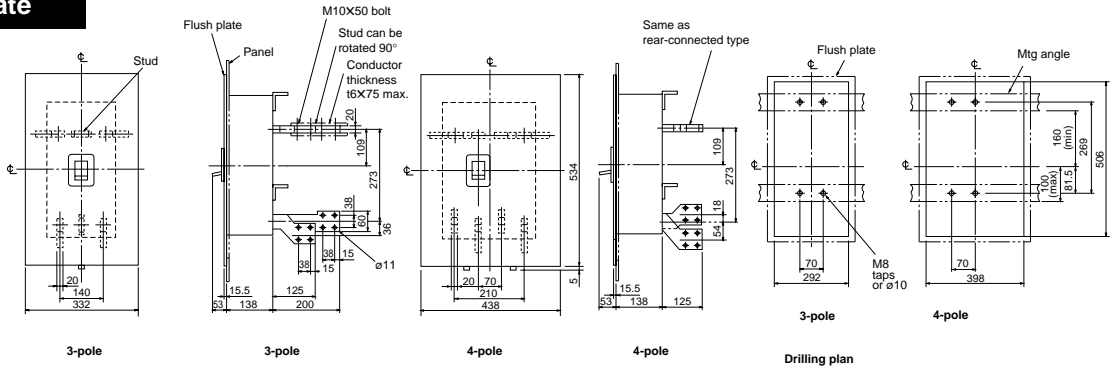 ate
Flush plate
Panel
M10×50 bolt
Stud can be
rotated 90°
Conductor
thickness
t6×75 max.
Stud
℄
℄
20
140
332
3-pole
20
109
273
38
60
36
38
15
38
15
ø11
15.5
53
138
125
200
3-pole
℄
℄
534
5
20
70
210
438
4-pole
Same as
rear-connected type
109
273
18
54
15.5
53
138
125
4-pole
Flush plate
℄
℄
70
292
M8
taps
or ø10
3-pole
Mtg angle
℄
160
(min)
100
(max)
81.5
269
506
70
398
4-pole
Drilling plan